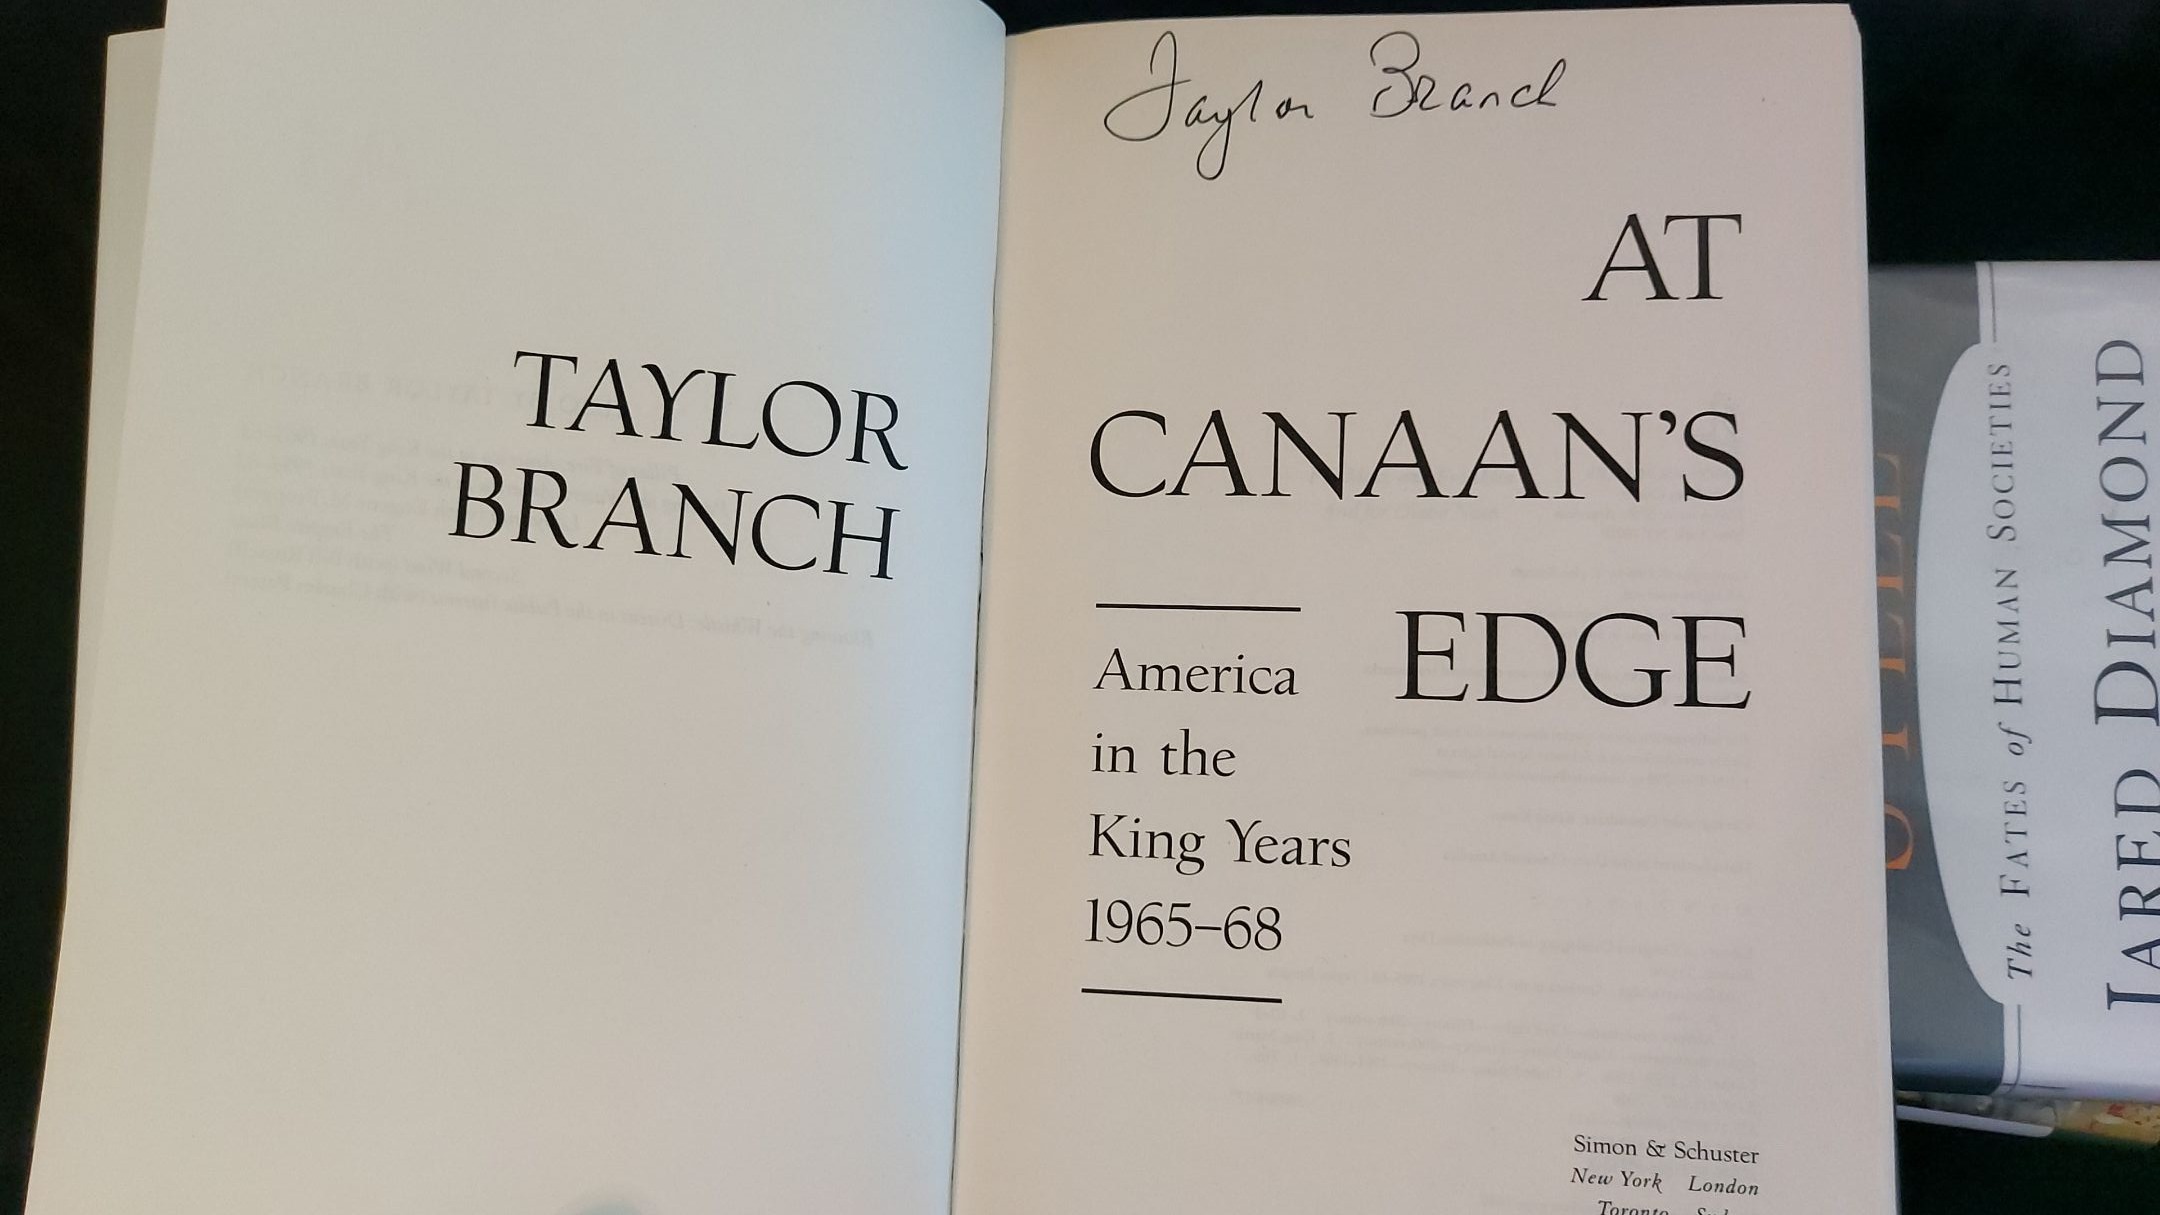 TAYLOR
BRANCH
Taylor Branch
AT
CANAAN'S
EDGE
America
in the
King Years
1965–68
Simon & Schuster
New York London
Toronto
The FATES of HUMAN SOCIETIES
JARED DIAMOND